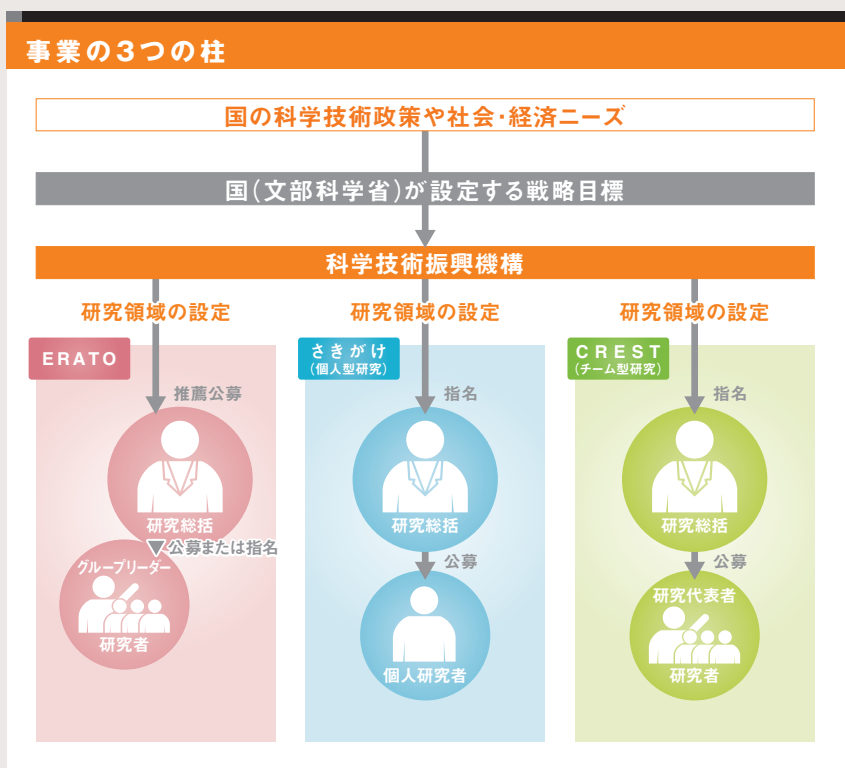 事業の3つの柱
国の科学技術政策や社会・経済ニーズ
国(文部科学省)が設定する戦略目標
科学技術振興機構
研究領域の設定
研究領域の設定
研究領域の設定
ERATO
推薦公募
研究総括
公募または指名
グループリーダー
研究者
さきがけ
(個人型研究)
指名
研究総括
公募
個人研究者
CREST
(チーム型研究)
指名
研究総括
公募
研究代表者
研究者